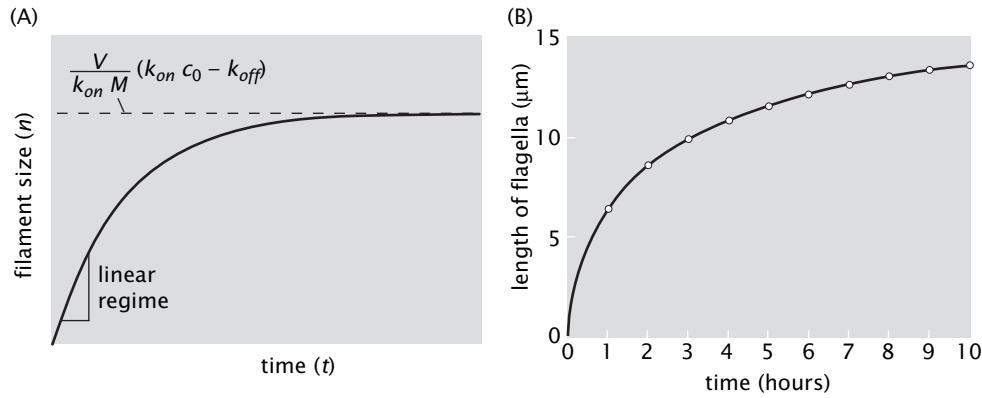 (A)
V
k_on M
(k_on c_0 – k_off)
filament size (n)
linear
regime
time (t)
(B)
15
10
5
0
length of flagella (μm)
0 1 2 3 4 5 6 7 8 9 10
time (hours)